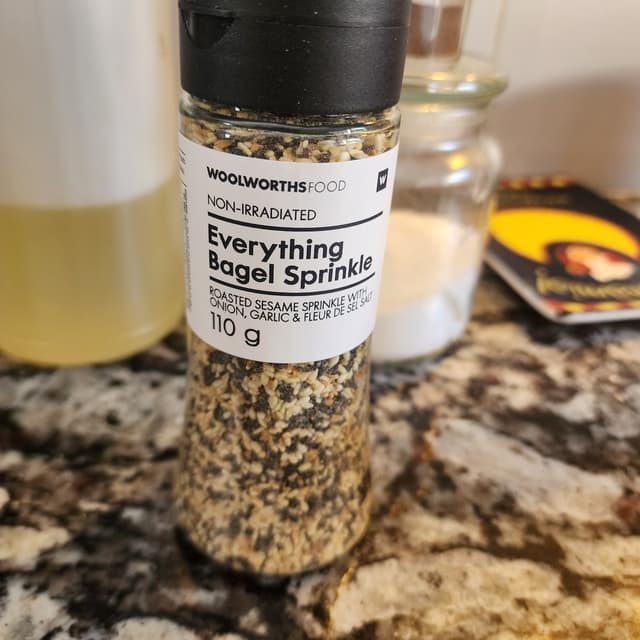 WOOLWORTHSFOOD
W
NON-IRRADIATED
Everything
Bagel Sprinkle
ROASTED SESAME SPRINKLE WITH
ONION, GARLIC & FLEUR DE SEL SALT
110 g